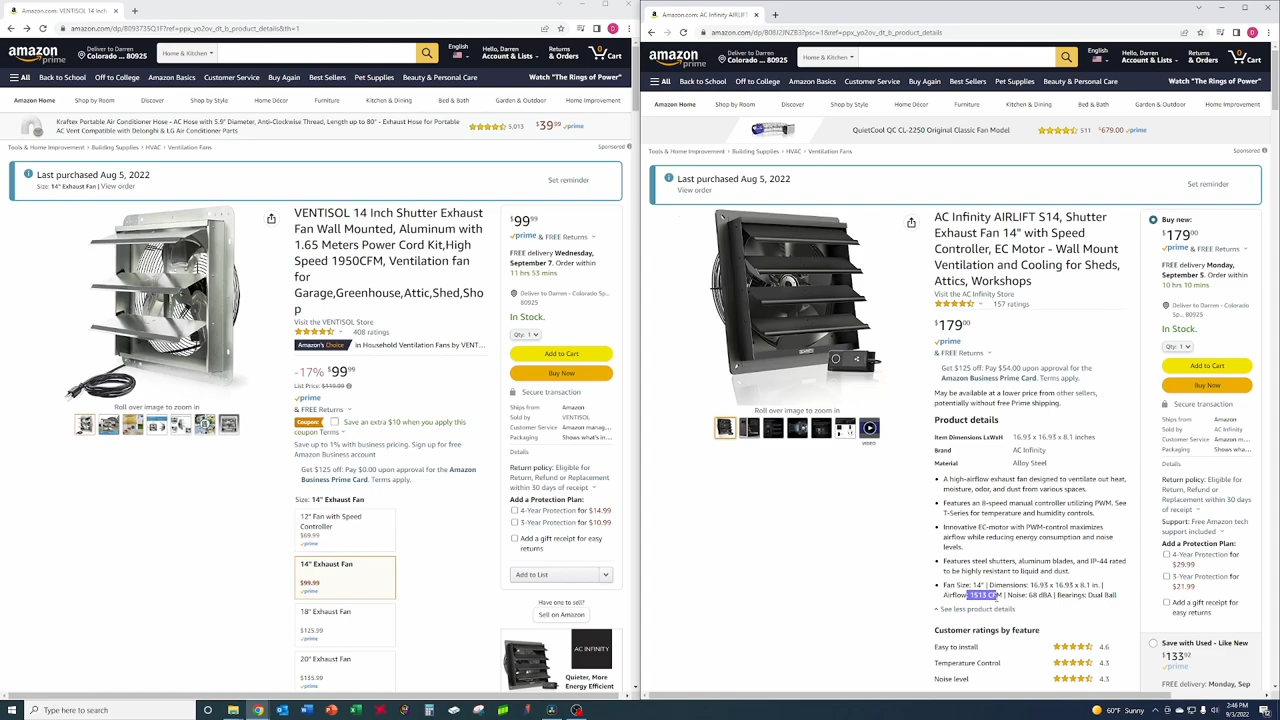 Amazon.com: VENTISOL 14 Inch Sh
amazon.com/dp/B093735Q1F?ref=ppx_yo2ov_dt_b_product_details&th=1
amazon prime
Deliver to Darren
Colorado ... 80925
Home & Kitchen
English
Hello, Darren
Account & Lists
Returns
& Orders
0
Cart
All Back to School Off to College Amazon Basics Customer Service Buy Again Best Sellers Pet Supplies Beauty & Personal Care
Watch "The Rings of Power"
Amazon Home Shop by Room Discover Shop by Style Home Décor Furniture Kitchen & Dining Bed & Bath Garden & Outdoor Home Improvement
Kraftex Portable Air Conditioner Hose - AC Hose with 5.9" Diameter, Anti-Clockwise Thread, Length up to 80" - Exhaust Hose for Portable
AC Vent Compatible with Delonghi & LG Air Conditioner Parts
5,013
$39.99 prime
Tools & Home Improvement › Building Supplies › HVAC › Ventilation Fans
Sponsored
Last purchased Aug 5, 2022
Size: 14" Exhaust Fan | View order
Set reminder
Roll over image to zoom in
VENTISOL 14 Inch Shutter Exhaust
Fan Wall Mounted, Aluminum with
1.65 Meters Power Cord Kit,High
Speed 1950CFM, Ventilation fan
for
Garage,Greenhouse,Attic,Shed,Sho
p
Visit the VENTISOL Store
408 ratings
Amazon's Choice in Household Ventilation Fans by VENT...
-17% $99.99
List Price: $119.99
prime
& FREE Returns
Coupon: Save an extra $10 when you apply this
coupon Terms
Save up to 1% with business pricing. Sign up for free
Amazon Business account
Get $125 off: Pay $0.00 upon approval for the Amazon
Business Prime Card. Terms apply.
Size: 14" Exhaust Fan
12" Fan with Speed
Controller
$69.99
prime
14" Exhaust Fan
$99.99
prime
18" Exhaust Fan
$125.99
prime
20" Exhaust Fan
$135.99
prime
$99.99
prime & FREE Returns
FREE delivery Wednesday,
September 7. Order within
11 hrs 53 mins
Deliver to Darren - Colorado Sp...
80925
In Stock.
Qty: 1
Add to Cart
Buy Now
Secure transaction
Ships from Amazon
Sold by VENTISOL
Customer Service Amazon manag...
Packaging Shows what's in...
Details
Return policy: Eligible for
Return, Refund or Replacement
within 30 days of receipt
Add a Protection Plan:
4-Year Protection for $14.99
3-Year Protection for $10.99
Add a gift receipt for easy
returns
Add to List
Have one to sell?
Sell on Amazon
AC INFINITY
Quieter, More
Energy Efficient
Amazon.com: AC Infinity AIRLIFT
amazon.com/dp/B08J2JNZB3?psc=1&ref=ppx_yo2ov_dt_b_product_details
amazon prime
Deliver to Darren
Colorado ... 80925
Home & Kitchen
English
Hello, Darren
Account & Lists
Returns
& Orders
0
Cart
All Back to School Off to College Amazon Basics Customer Service Buy Again Best Sellers Pet Supplies Beauty & Personal Care
Watch "The Rings of Power"
Amazon Home Shop by Room Discover Shop by Style Home Décor Furniture Kitchen & Dining Bed & Bath Garden & Outdoor Home Improvement
QuietCool QC CL-2250 Original Classic Fan Model
511
$679.00 prime
Tools & Home Improvement › Building Supplies › HVAC › Ventilation Fans
Sponsored
Last purchased Aug 5, 2022
View order
Set reminder
Roll over image to zoom in
VIDEO
AC Infinity AIRLIFT S14, Shutter
Exhaust Fan 14" with Speed
Controller, EC Motor - Wall Mount
Ventilation and Cooling for Sheds,
Attics, Workshops
Visit the AC Infinity Store
157 ratings
$179.00
prime
& FREE Returns
Get $125 off: Pay $54.00 upon approval for the
Amazon Business Prime Card. Terms apply.
May be available at a lower price from other sellers,
potentially without free Prime shipping.
Product details
Item Dimensions LxWxH 16.93 x 16.93 x 8.1 inches
Brand AC Infinity
Material Alloy Steel
• A high-airflow exhaust fan designed to ventilate out heat,
moisture, odor, and dust from various spaces.
• Features an 8-speed manual controller utilizing PWM. See
T-Series for temperature and humidity controls.
• Innovative EC-motor with PWM-control maximizes
airflow while reducing energy consumption and noise
levels.
• Features steel shutters, aluminum blades, and IP-44 rated
to be highly resistant to liquid and dust.
• Fan Size: 14" | Dimensions: 16.93 x 16.93 x 8.1 in. |
Airflow: 1513 CFM | Noise: 68 dBA | Bearings: Dual Ball
See less product details
Customer ratings by feature
Easy to install 4.6
Temperature Control 4.3
Noise level 4.3
Buy new:
$179.00
prime & FREE Returns
FREE delivery Monday,
September 5. Order within
10 hrs 10 mins
Deliver to Darren - Colorado
Sp... 80925
In Stock.
Qty: 1
Add to Cart
Buy Now
Secure transaction
Ships from Amazon
Sold by AC Infinity
Customer Service Amazon m...
Packaging Shows wha...
Details
Return policy: Eligible for
Return, Refund or
Replacement within 30 days
of receipt
Support: Free Amazon tech
support included
Add a Protection Plan:
4-Year Protection for
$29.99
3-Year Protection for
$21.99
Add a gift receipt for easy
returns
Save with Used - Like New
$133.92
prime
FREE delivery: Monday, Sep
Type here to search
60°F Sunny
2:46 PM
9/3/2022